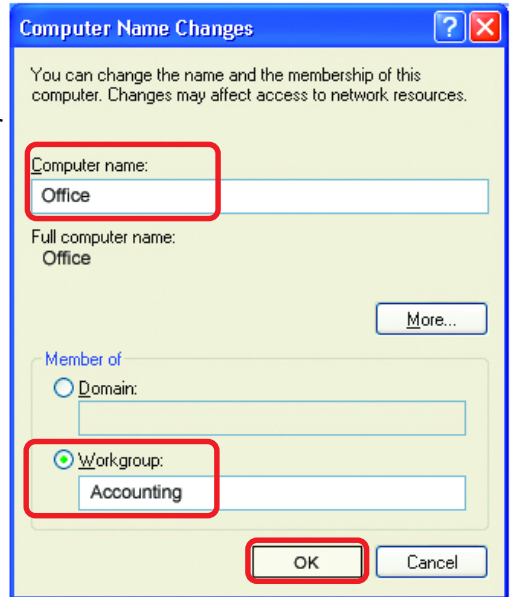 Computer Name Changes
You can change the name and the membership of this
computer. Changes may affect access to network resources.
Computer name:
Office
Full computer name:
Office
More...
Member of
Domain:
Workgroup:
Accounting
OK Cancel